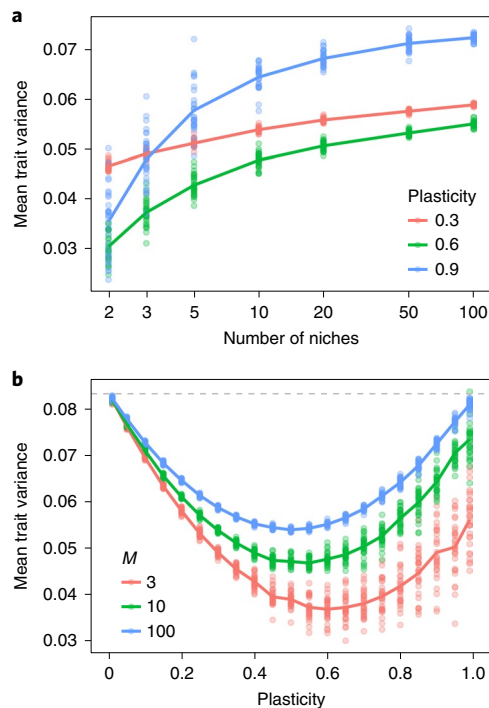 a
0.07
0.06
0.05
0.04
0.03
Mean trait variance
Plasticity
0.3
0.6
0.9
2 3 5 10 20 50 100
Number of niches
b
0.08
0.07
0.06
0.05
0.04
0.03
Mean trait variance
M
3
10
100
0 0.2 0.4 0.6 0.8 1.0
Plasticity